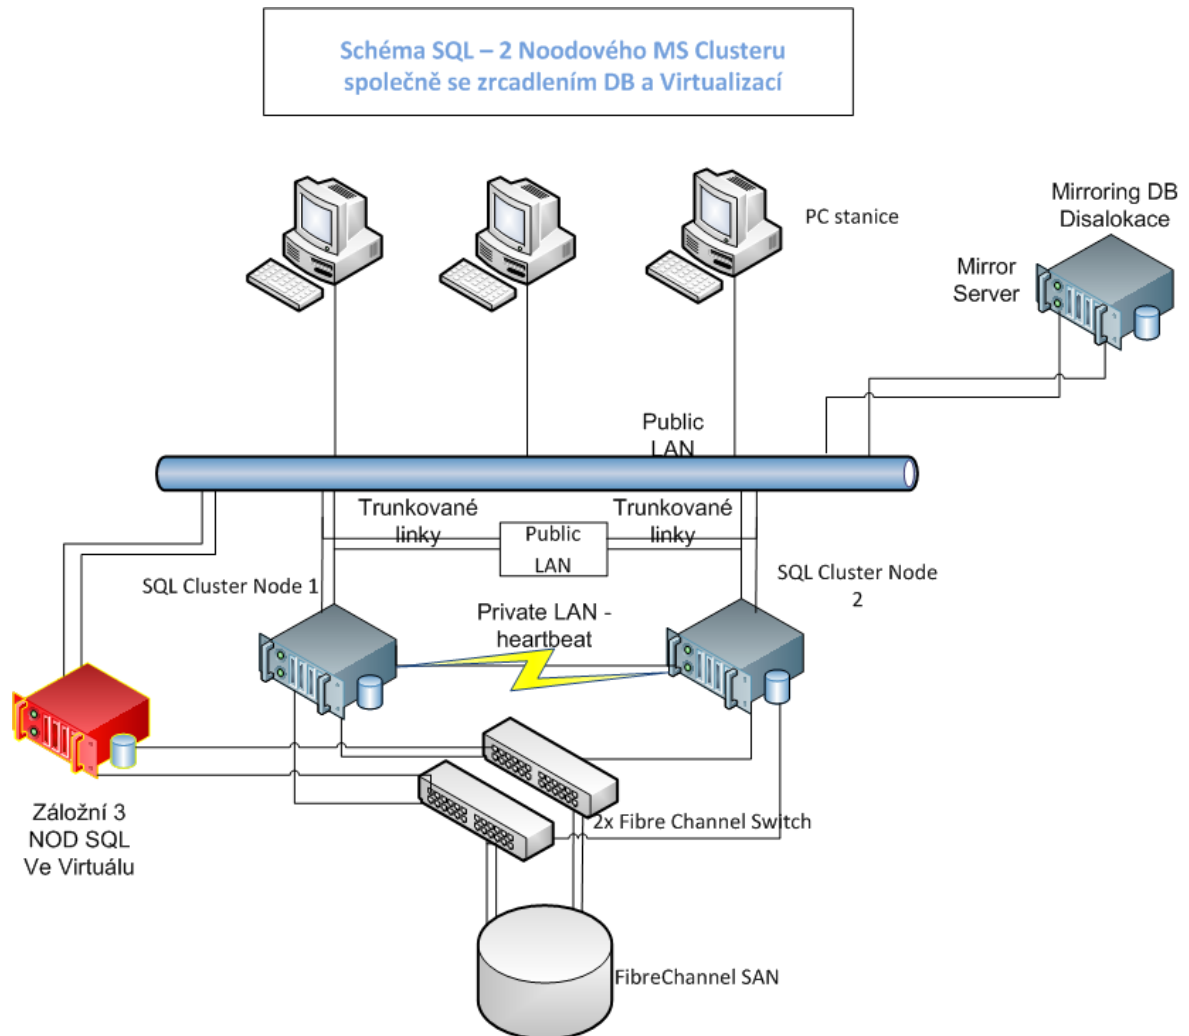 Schéma SQL – 2 Noodového MS Clusteru
společně se zrcadlením DB a Virtualizací
PC stanice
Mirroring DB
Disalokace
Mirror
Server
Public
LAN
Trunkované
linky
Trunkované
linky
Public
LAN
SQL Cluster Node 1
SQL Cluster Node
2
Private LAN -
heartbeat
Záložní 3
NOD SQL
Ve Virtuálu
2x Fibre Channel Switch
FibreChannel SAN